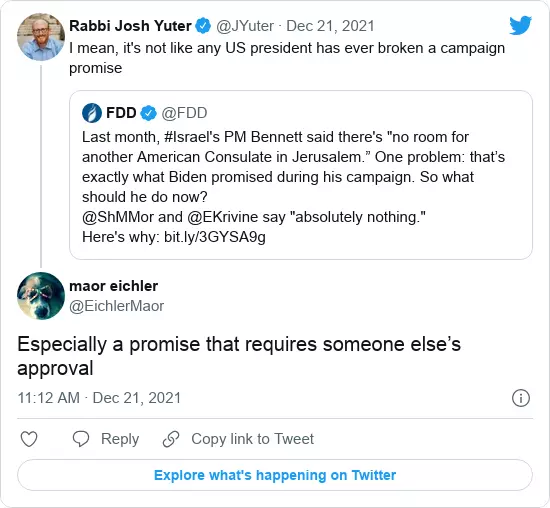 Rabbi Josh Yuter @JYuter · Dec 21, 2021
I mean, it's not like any US president has ever broken a campaign
promise
FDD @FDD
Last month, #Israel's PM Bennett said there's "no room for
another American Consulate in Jerusalem.” One problem: that’s
exactly what Biden promised during his campaign. So what
should he do now?
@ShMMor and @EKrivine say "absolutely nothing."
Here's why: bit.ly/3GYSA9g
maor eichler
@EichlerMaor
Especially a promise that requires someone else’s
approval
11:12 AM · Dec 21, 2021
Reply Copy link to Tweet
Explore what's happening on Twitter